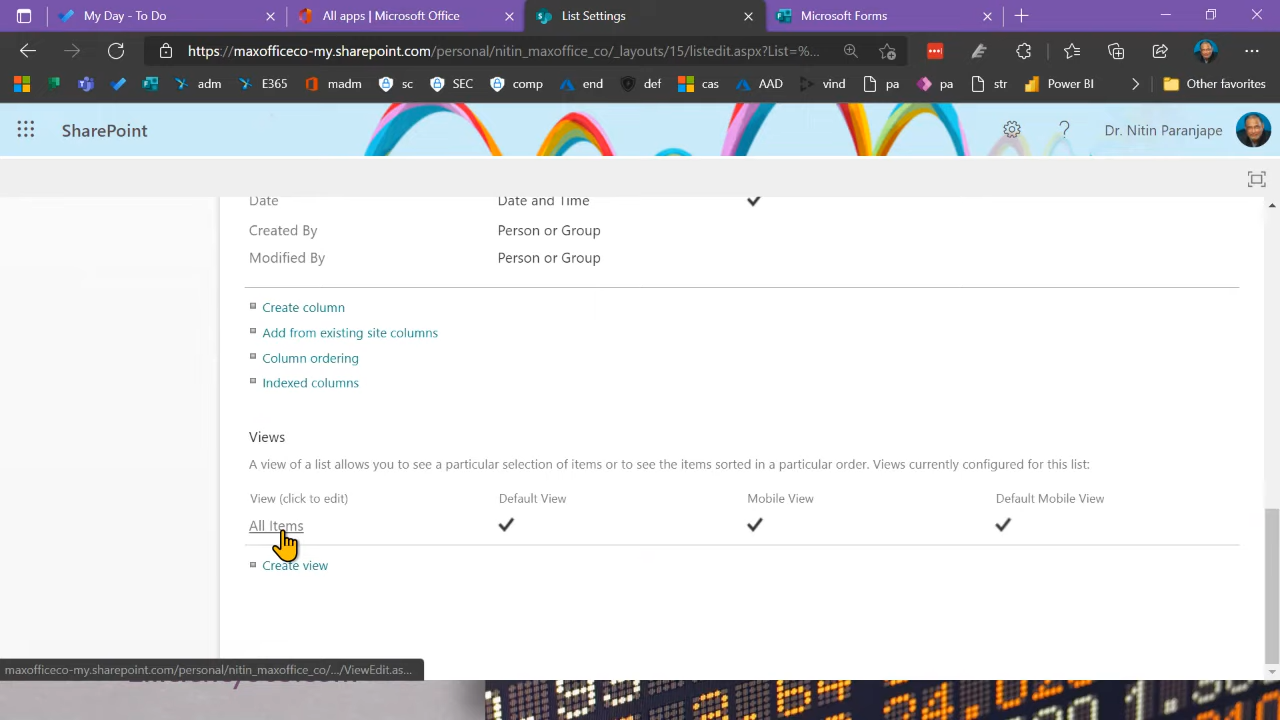 My Day - To Do
All apps | Microsoft Office
List Settings
Microsoft Forms
https://maxofficeco-my.sharepoint.com/personal/nitin_maxoffice_co/_layouts/15/listedit.aspx?List=%...
adm E365 madm sc SEC comp end def cas AAD vind pa pa str Power BI Other favorites
SharePoint
Dr. Nitin Paranjape
Date Date and Time
Created By Person or Group
Modified By Person or Group
Create column
Add from existing site columns
Column ordering
Indexed columns
Views
A view of a list allows you to see a particular selection of items or to see the items sorted in a particular order. Views currently configured for this list:
View (click to edit) Default View Mobile View Default Mobile View
All Items
Create view
maxofficeco-my.sharepoint.com/personal/nitin_maxoffice_co/.../ViewEdit.as...